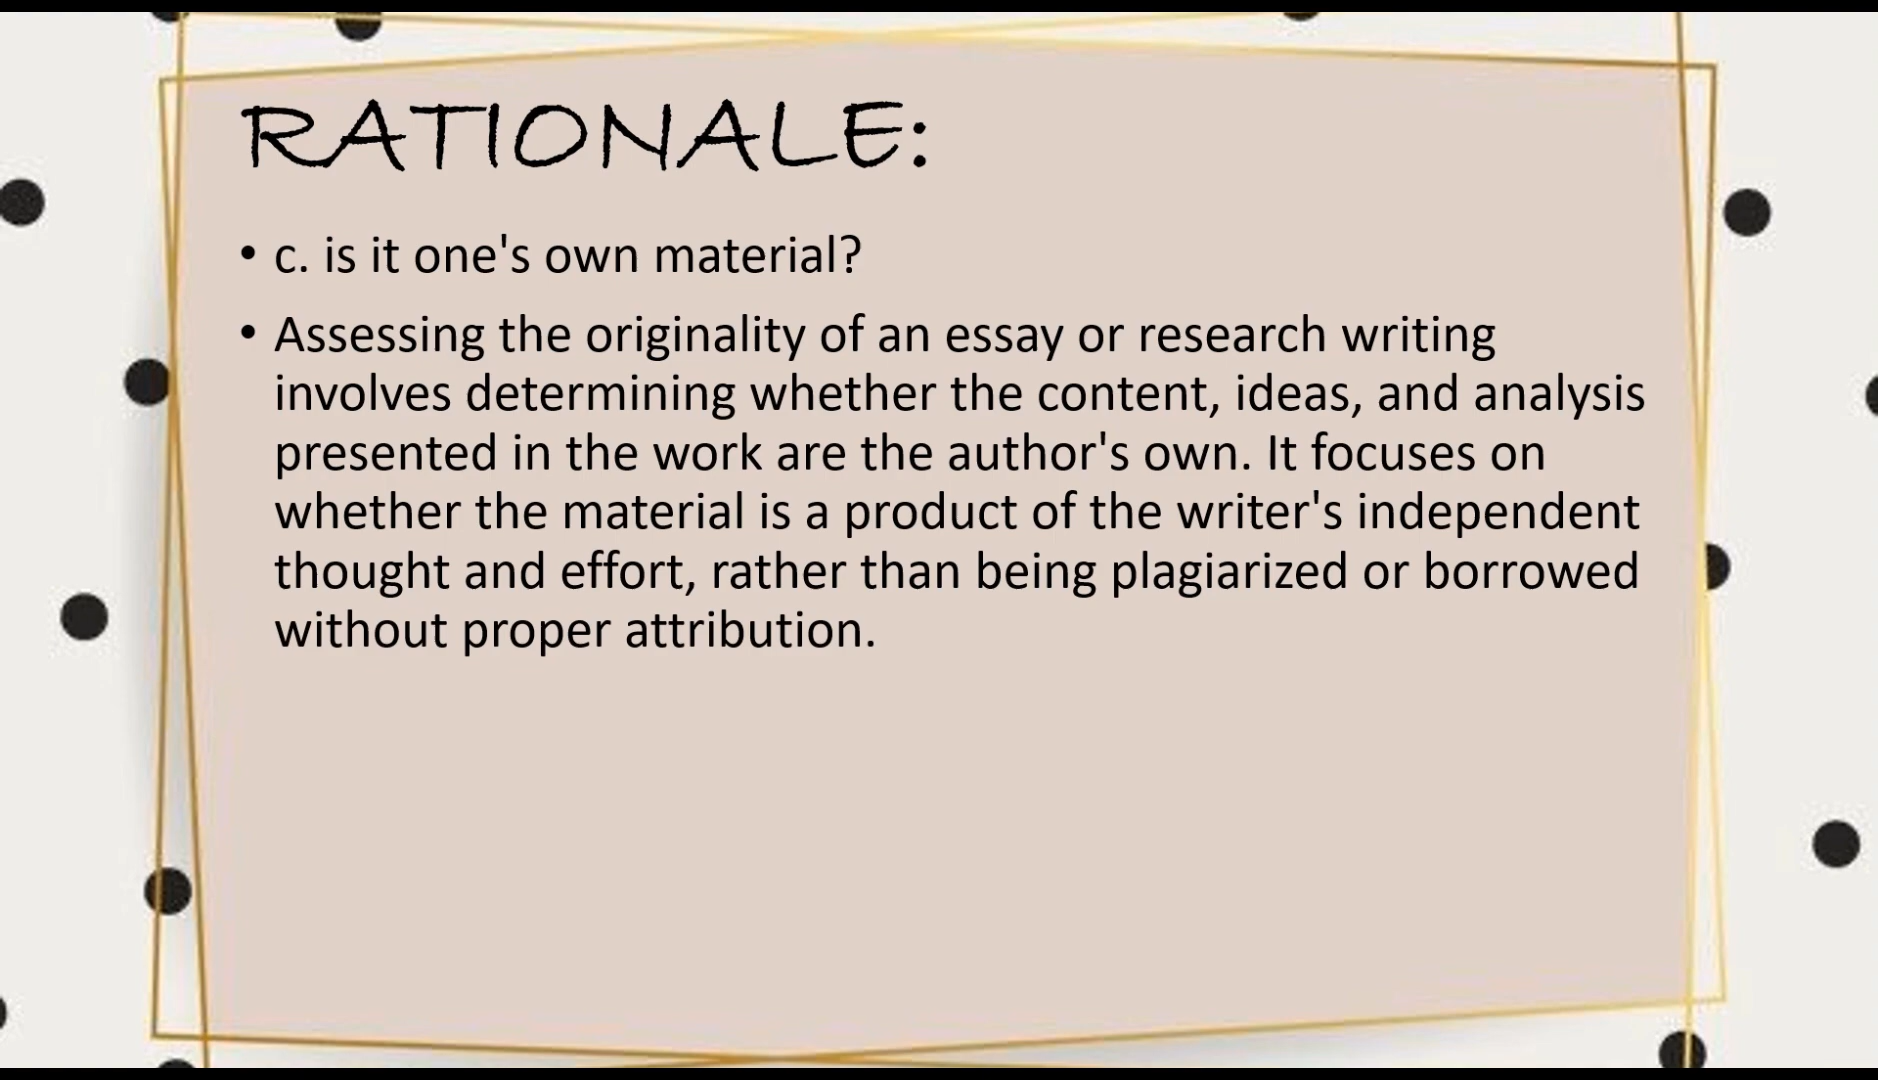 RATIONALE:
• c. is it one's own material?
• Assessing the originality of an essay or research writing
involves determining whether the content, ideas, and analysis
presented in the work are the author's own. It focuses on
whether the material is a product of the writer's independent
thought and effort, rather than being plagiarized or borrowed
without proper attribution.